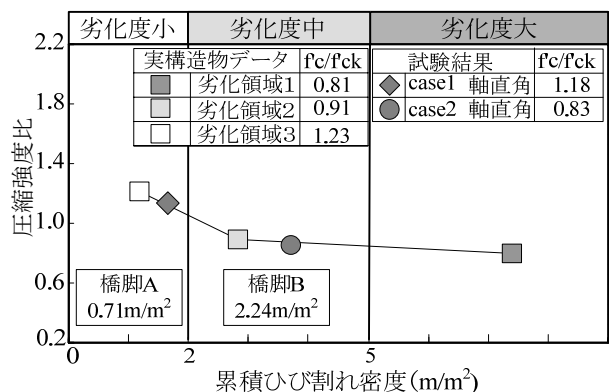 劣化度小 劣化度中 劣化度大
2.2
実構造物データ f'c/f'ck
劣化領域1 0.81
劣化領域2 0.91
劣化領域3 1.23
試験結果 f'c/f'ck
case1 軸直角 1.18
case2 軸直角 0.83
1.8
1.4
1.0
0.6
0.2
圧縮強度比
橋脚A
0.71m/m²
橋脚B
2.24m/m²
0 2 5
累積ひび割れ密度(m/m²)